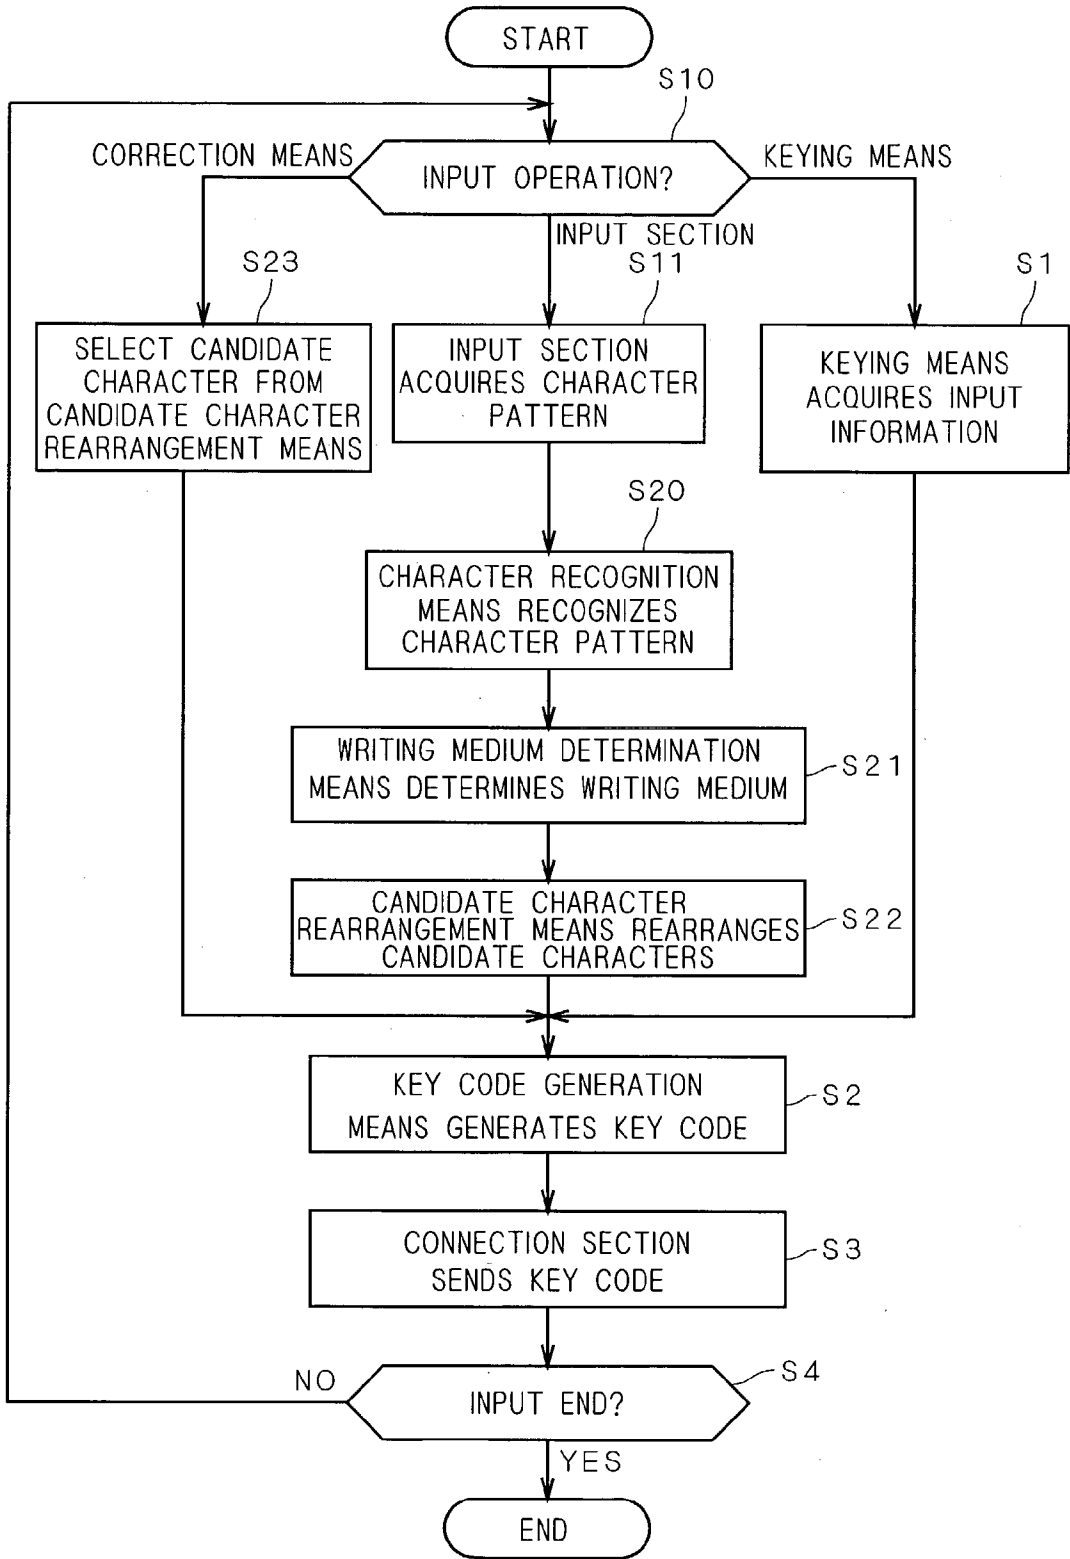 START
S10
CORRECTION MEANS
INPUT OPERATION?
KEYING MEANS
INPUT SECTION
S23
SELECT CANDIDATE
CHARACTER FROM
CANDIDATE CHARACTER
REARRANGEMENT MEANS
S11
INPUT SECTION
ACQUIRES CHARACTER
PATTERN
S1
KEYING MEANS
ACQUIRES INPUT
INFORMATION
S20
CHARACTER RECOGNITION
MEANS RECOGNIZES
CHARACTER PATTERN
WRITING MEDIUM DETERMINATION
MEANS DETERMINES WRITING MEDIUM
S21
CANDIDATE CHARACTER
REARRANGEMENT MEANS REARRANGES
CANDIDATE CHARACTERS
S22
KEY CODE GENERATION
MEANS GENERATES KEY CODE
S2
CONNECTION SECTION
SENDS KEY CODE
S3
NO
INPUT END?
S4
YES
END